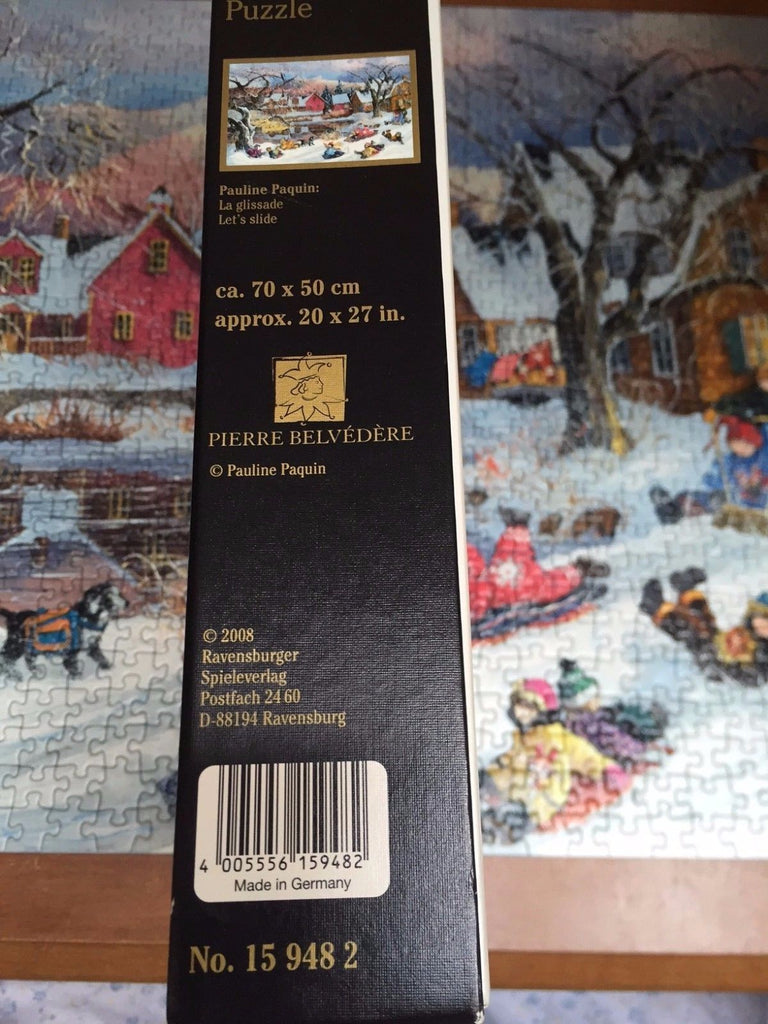 Puzzle
Pauline Paquin:
La glissade
Let's slide
ca. 70 x 50 cm
approx. 20 x 27 in.
PIERRE BELVÉDÈRE
© Pauline Paquin
© 2008
Ravensburger
Spieleverlag
Postfach 24 60
D-88194 Ravensburg
4 005556 159482
Made in Germany
No. 15 948 2